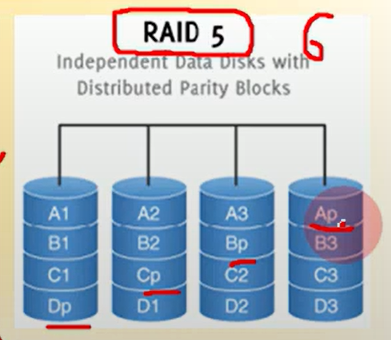 RAID 5 6
Independent Data Disks with
Distributed Parity Blocks
A1 A2 A3 Ap
B1 B2 Bp B3
C1 Cp C2 C3
Dp D1 D2 D3